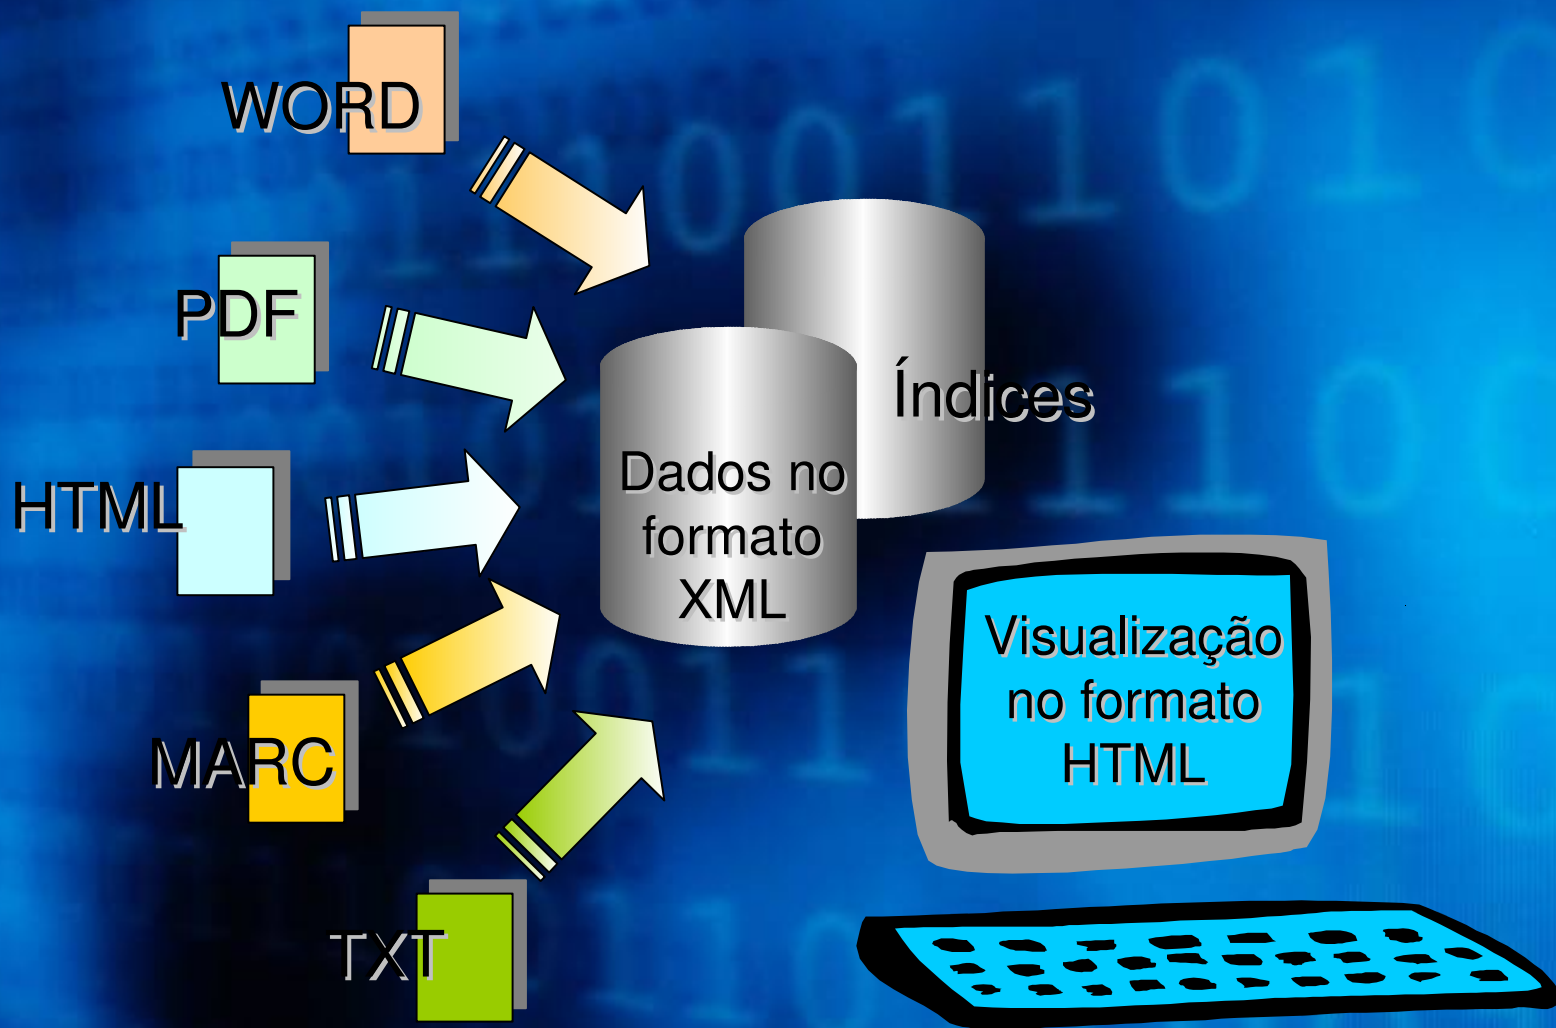 WORD
PDF
HTML
MARC
TXT
Índices
Dados no
formato
XML
Visualização
no formato
HTML